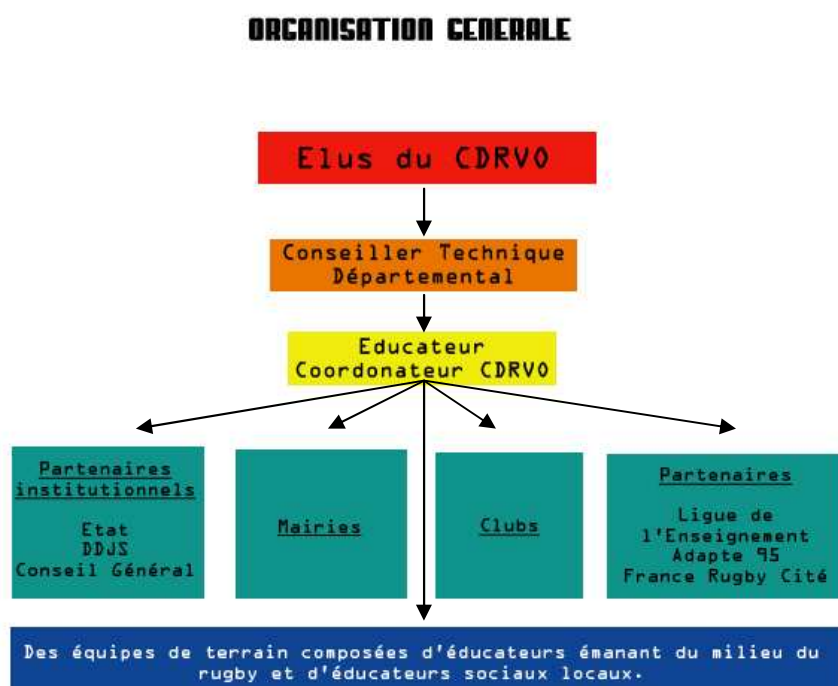 ORGANISATION GENERALE
Elus du CDRVO
Conseiller Technique
Départemental
Educateur
Coordonateur CDRVO
Partenaires
institutionnels
Etat
DDJS
Conseil Général
Mairies
Clubs
Partenaires
Ligue de
l'Enseignement
Adapte 95
France Rugby Cité
Des équipes de terrain composées d'éducateurs émanant du milieu du
rugby et d'éducateurs sociaux locaux.